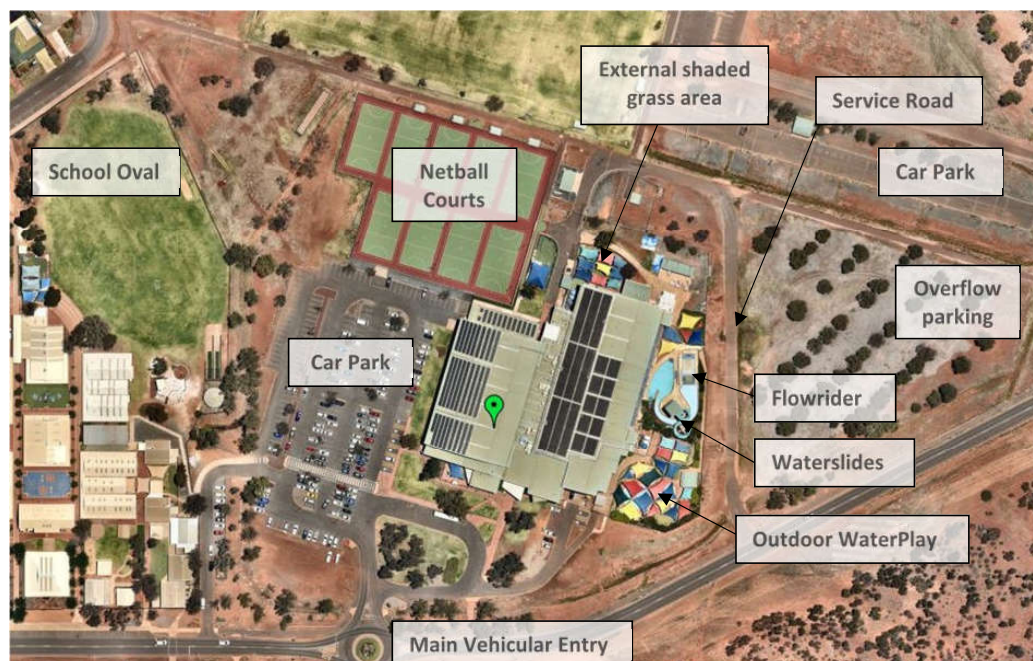 External shaded
grass area
Service Road
School Oval
Netball
Courts
Car Park
Overflow
parking
Car Park
Flowrider
Waterslides
Outdoor WaterPlay
Main Vehicular Entry